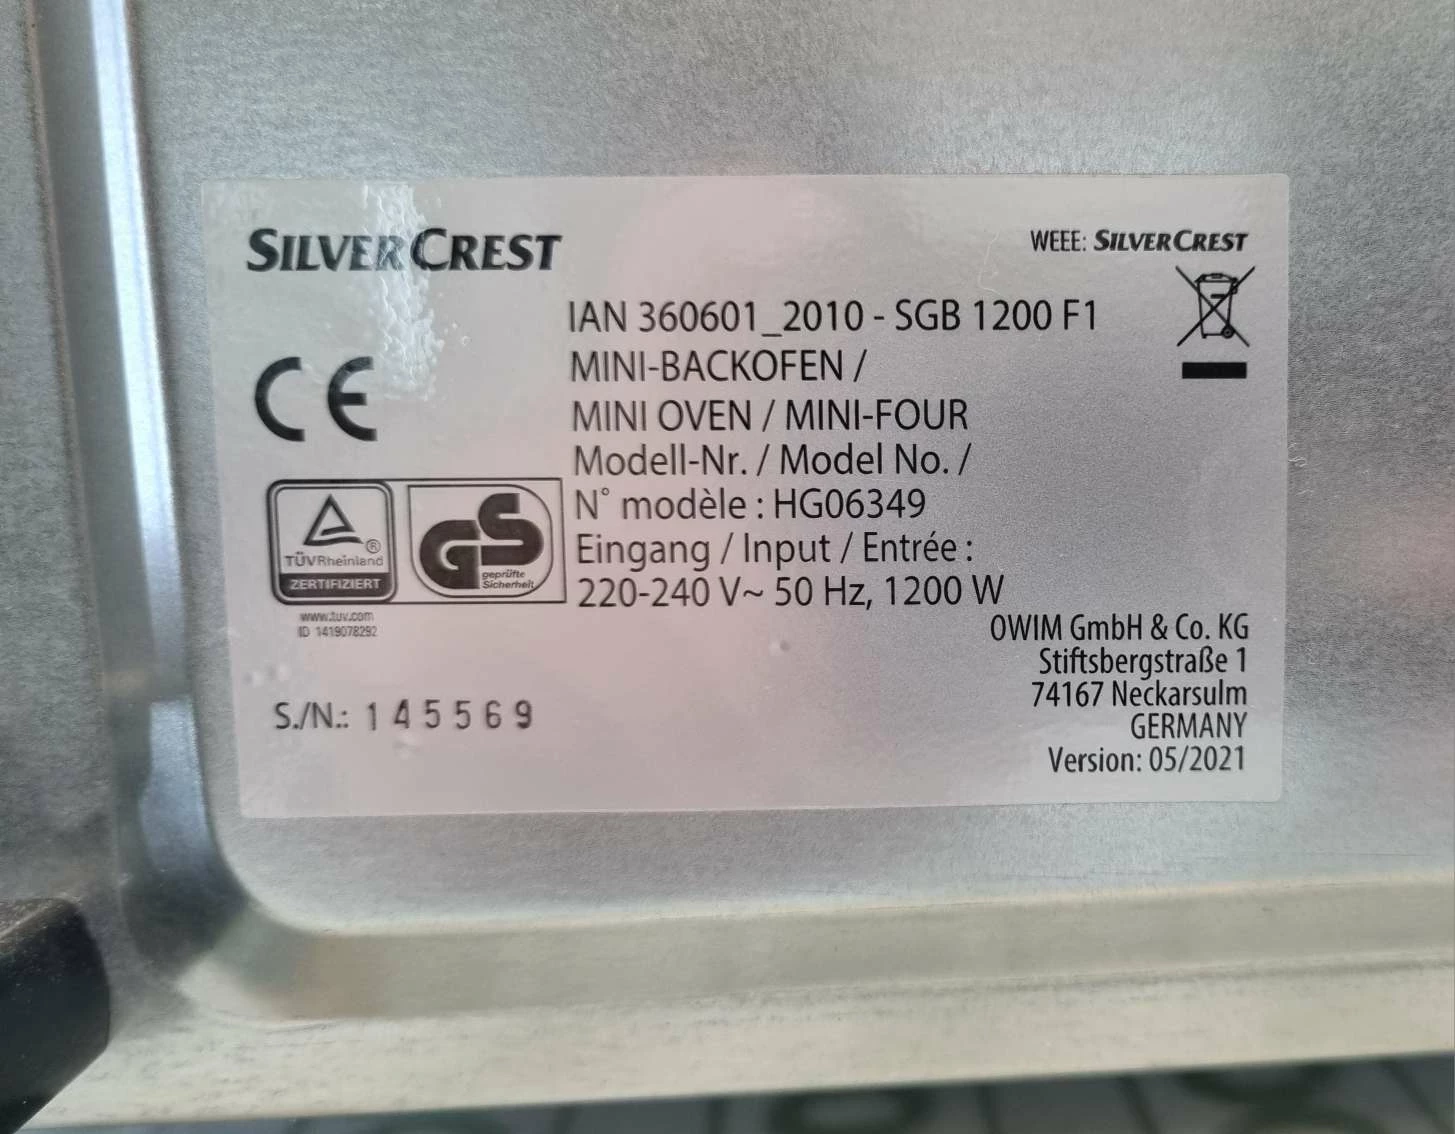 SILVERCREST
WEEE: SILVERCREST
IAN 360601_2010 - SGB 1200 F1
MINI-BACKOFEN /
MINI OVEN / MINI-FOUR
Modell-Nr. / Model No. /
N° modèle : HG06349
Eingang / Input / Entrée :
220-240 V~ 50 Hz, 1200 W
CE
TÜVRheinland ®
ZERTIFIZIERT
GS
geprüfte
Sicherheit
www.tuv.com
ID 1419078292
OWIM GmbH & Co. KG
Stiftsbergstraße 1
74167 Neckarsulm
GERMANY
Version: 05/2021
S./N.: 145569